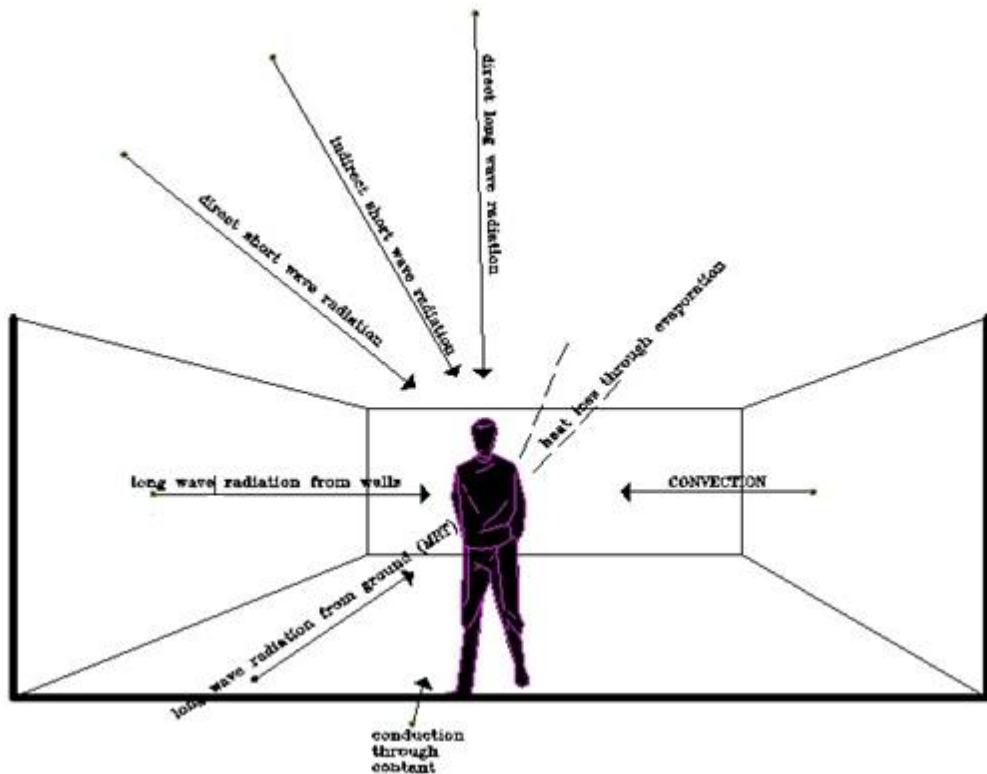 direct long wave radiation
indirect short wave radiation
direct short wave radiation
heat loss through evaporation
long wave radiation from walls
CONVECTION
long wave radiation from ground (MRT)
conduction
through
contant